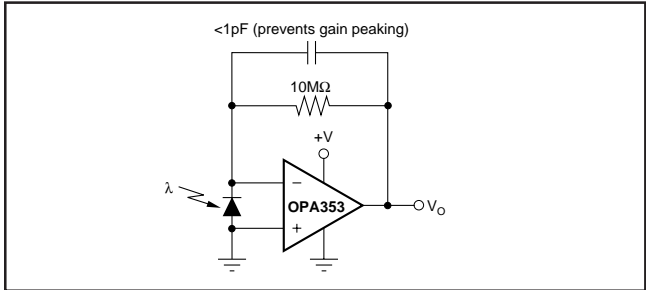 <1pF (prevents gain peaking)
10MΩ
+V
λ
−
OPA353
+
VO